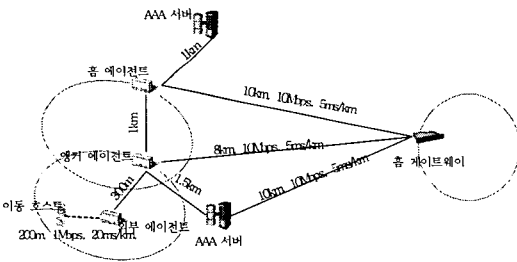 AAA 서버
1km
홈 에이전트
10km, 10Mbps, 5ms/km
1km
앵커 에이전트
8km, 10Mbps, 5ms/km
홈 게이트웨이
300m
1.5km
10km, 10Mbps, 5ms/km
이동 호스트
외부 에이전트
200m, 1Mbps, 20ms/km,
AAA 서버